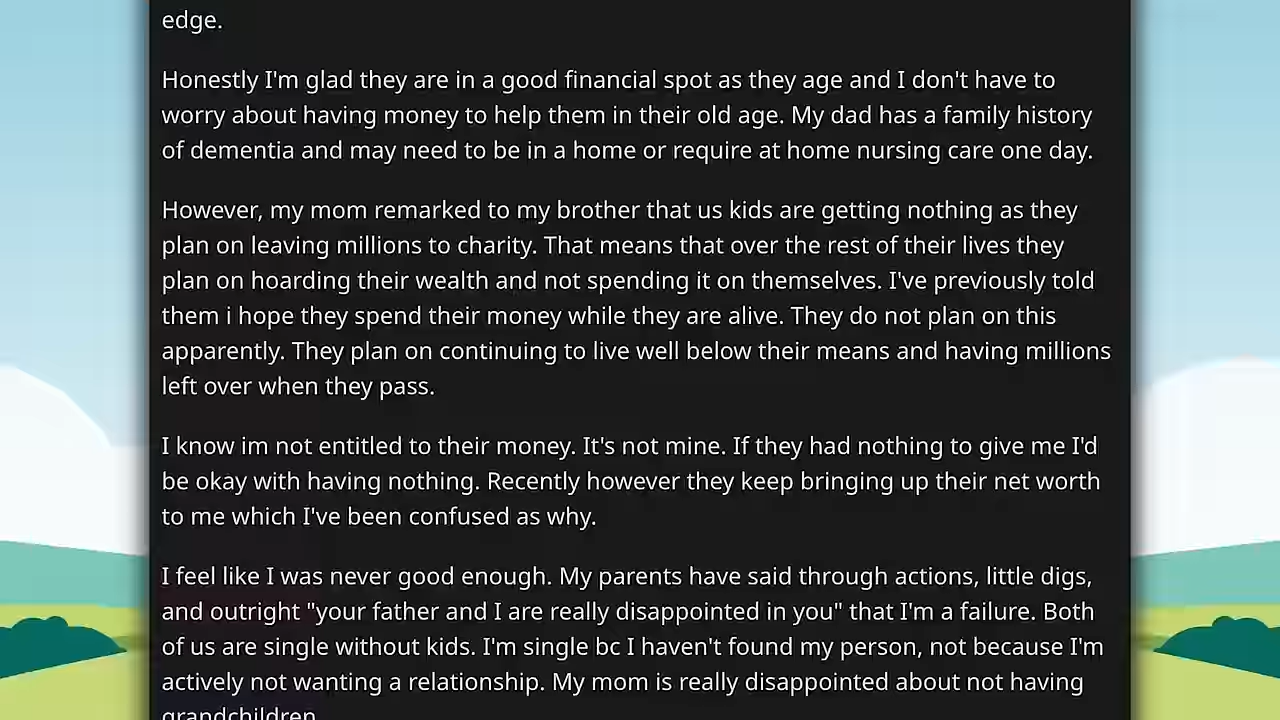 edge.
Honestly I'm glad they are in a good financial spot as they age and I don't have to
worry about having money to help them in their old age. My dad has a family history
of dementia and may need to be in a home or require at home nursing care one day.
However, my mom remarked to my brother that us kids are getting nothing as they
plan on leaving millions to charity. That means that over the rest of their lives they
plan on hoarding their wealth and not spending it on themselves. I've previously told
them i hope they spend their money while they are alive. They do not plan on this
apparently. They plan on continuing to live well below their means and having millions
left over when they pass.
I know im not entitled to their money. It's not mine. If they had nothing to give me I'd
be okay with having nothing. Recently however they keep bringing up their net worth
to me which I've been confused as why.
I feel like I was never good enough. My parents have said through actions, little digs,
and outright "your father and I are really disappointed in you" that I'm a failure. Both
of us are single without kids. I'm single bc I haven't found my person, not because I'm
actively not wanting a relationship. My mom is really disappointed about not having
grandchildren